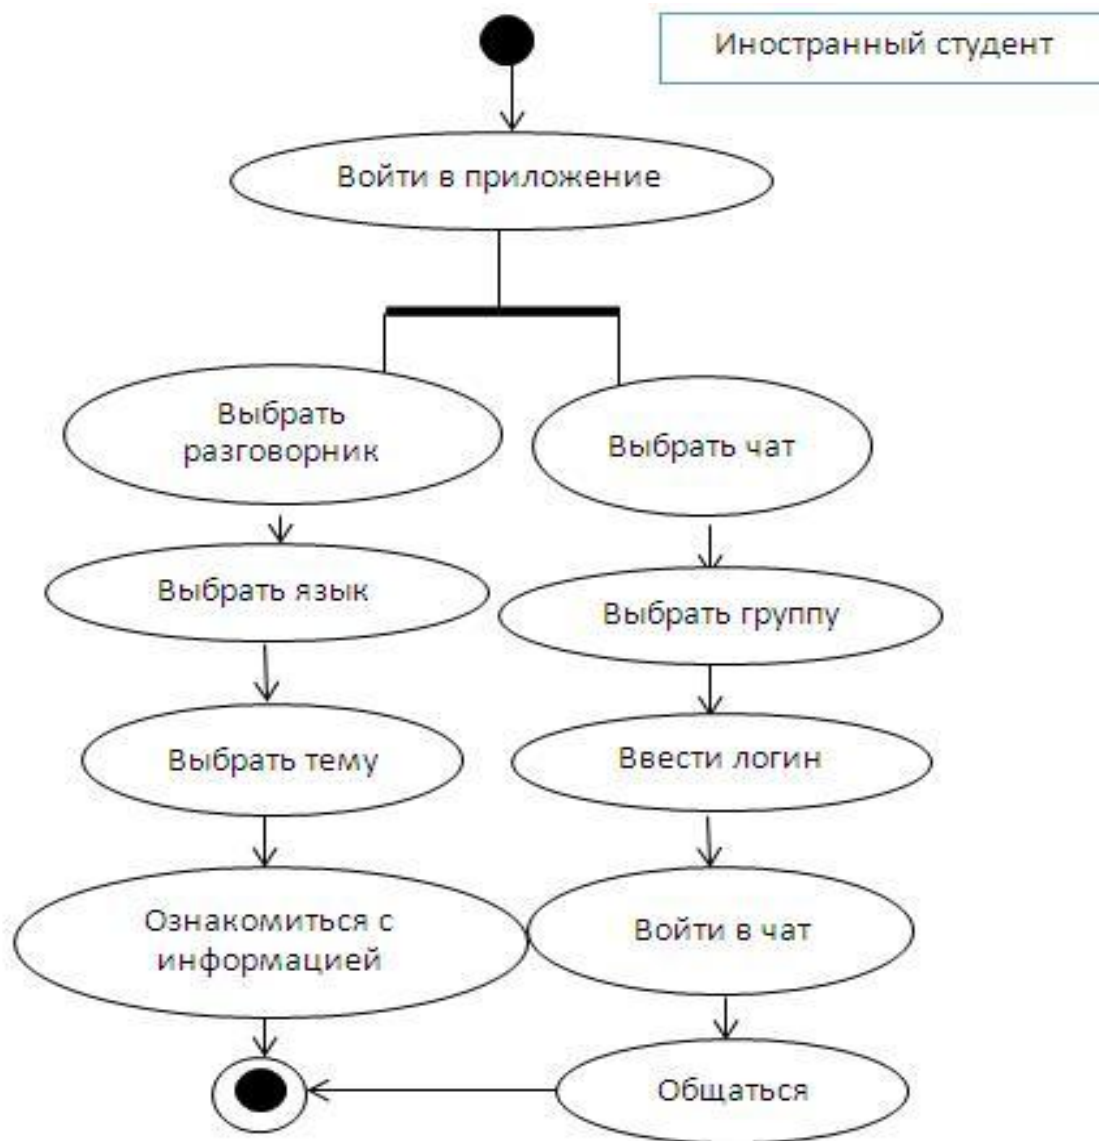 Иностранный студент
Войти в приложение
Выбрать
разговорник
Выбрать чат
Выбрать язык
Выбрать группу
Выбрать тему
Ввести логин
Ознакомиться с
информацией
Войти в чат
Общаться